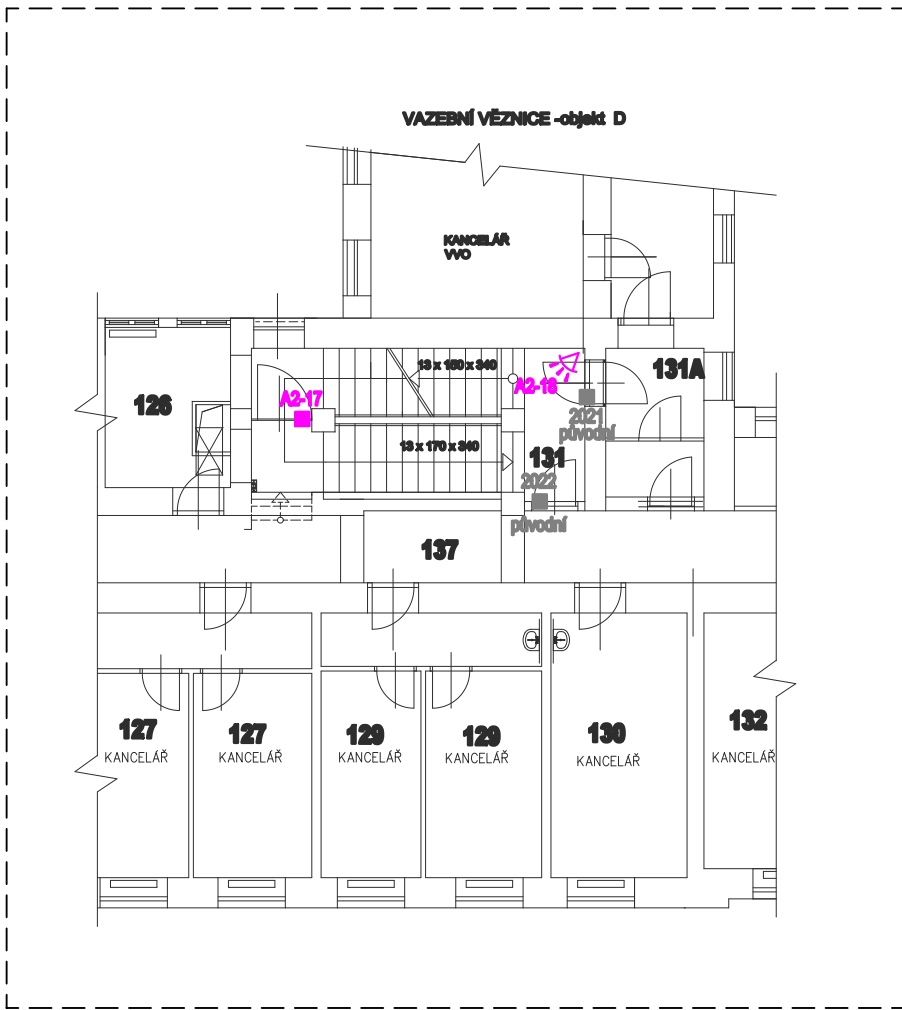 VAZEBNÍ VĚZNICE -objekt D
KANCELÁŘ
VVO
13 x 150 x 340
A2-18
131A
A2-17
126
2021
původní
13 x 170 x 340
131
2022
původní
137
127
KANCELÁŘ
127
KANCELÁŘ
129
KANCELÁŘ
129
KANCELÁŘ
130
KANCELÁŘ
132
KANCELÁŘ